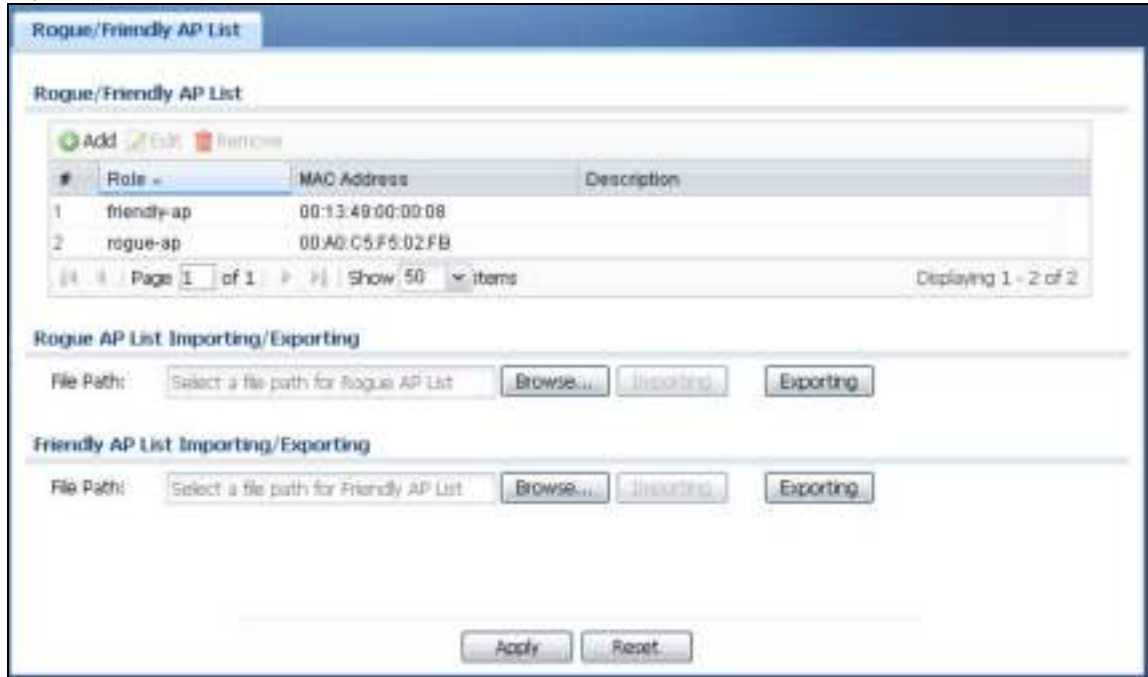 Rogue/Friendly AP List
Rogue/Friendly AP List
Add Edit Remove
# Role MAC Address Description
1 friendly-ap 00:13:49:00:00:08
2 rogue-ap 00:A0:C5:F5:02:FB
Page 1 of 1 Show 50 items Displaying 1 - 2 of 2
Rogue AP List Importing/Exporting
File Path: Select a file path for Rogue AP List Browse... Importing Exporting
Friendly AP List Importing/Exporting
File Path: Select a file path for Friendly AP List Browse... Importing Exporting
Apply Reset